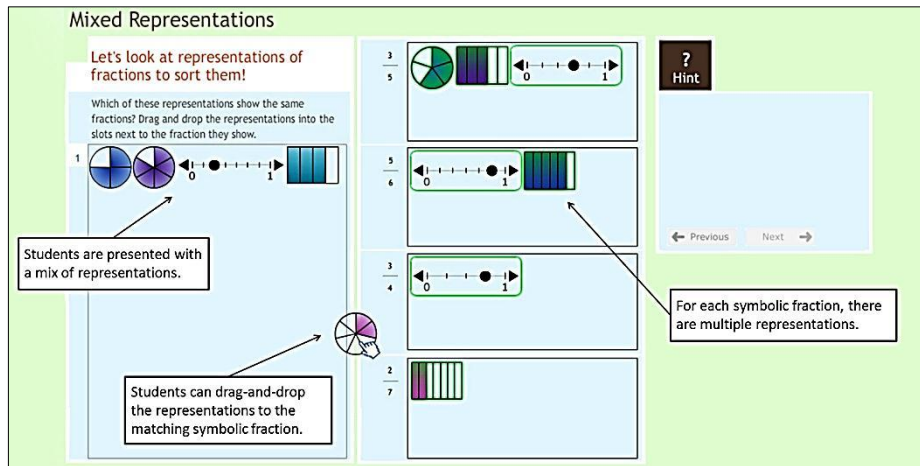 Mixed Representations
Let's look at representations of
fractions to sort them!
Which of these representations show the same
fractions? Drag and drop the representations into the
slots next to the fraction they show.
1
0 1
Students are presented with
a mix of representations.
Students can drag-and-drop
the representations to the
matching symbolic fraction.
3
5
0 1
5
6
0 1
3
4
0 1
2
7
?
Hint
Previous Next
For each symbolic fraction, there
are multiple representations.